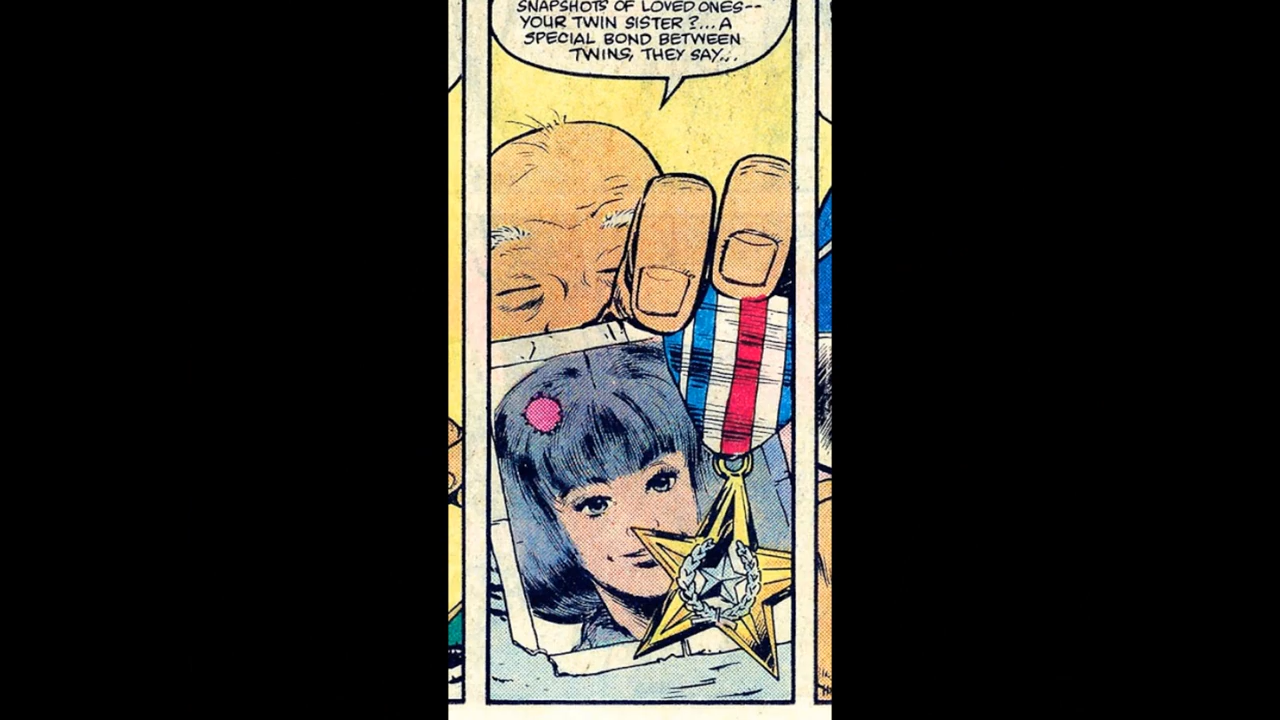 SNAPSHOTS OF LOVED ONES--
YOUR TWIN SISTER?...A
SPECIAL BOND BETWEEN
TWINS, THEY SAY...